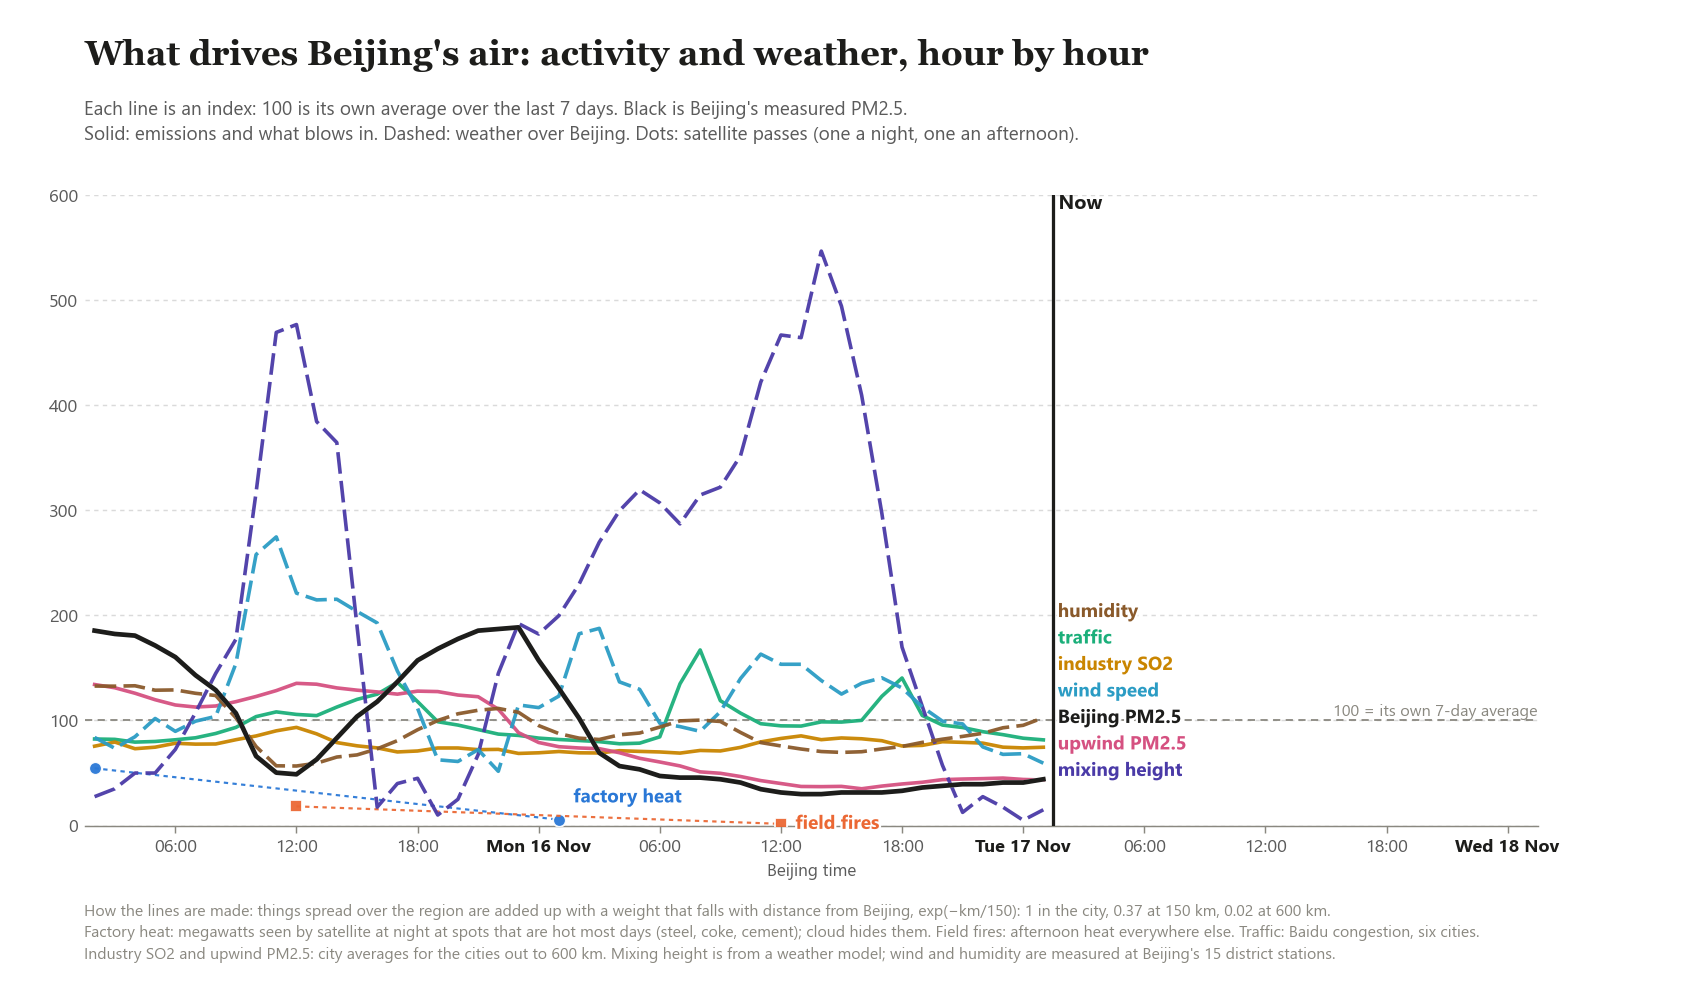 What drives Beijing's air: activity and weather, hour by hour
Each line is an index: 100 is its own average over the last 7 days. Black is Beijing's measured PM2.5.
Solid: emissions and what blows in. Dashed: weather over Beijing. Dots: satellite passes (one a night, one an afternoon).
600
Now
500
400
300
humidity
200
traffic
industry SO2
wind speed
100 = its own 7-day average
Beijing PM2.5
100
upwind PM2.5
mixing height
factory heat
field fires
0
06:00 12:00 18:00 Mon 16 Nov 06:00 12:00 18:00 Tue 17 Nov 06:00 12:00 18:00 Wed 18 Nov
Beijing time
How the lines are made: things spread over the region are added up with a weight that falls with distance from Beijing, exp(−km/150): 1 in the city, 0.37 at 150 km, 0.02 at 600 km.
Factory heat: megawatts seen by satellite at night at spots that are hot most days (steel, coke, cement); cloud hides them. Field fires: afternoon heat everywhere else. Traffic: Baidu congestion, six cities.
Industry SO2 and upwind PM2.5: city averages for the cities out to 600 km. Mixing height is from a weather model; wind and humidity are measured at Beijing's 15 district stations.